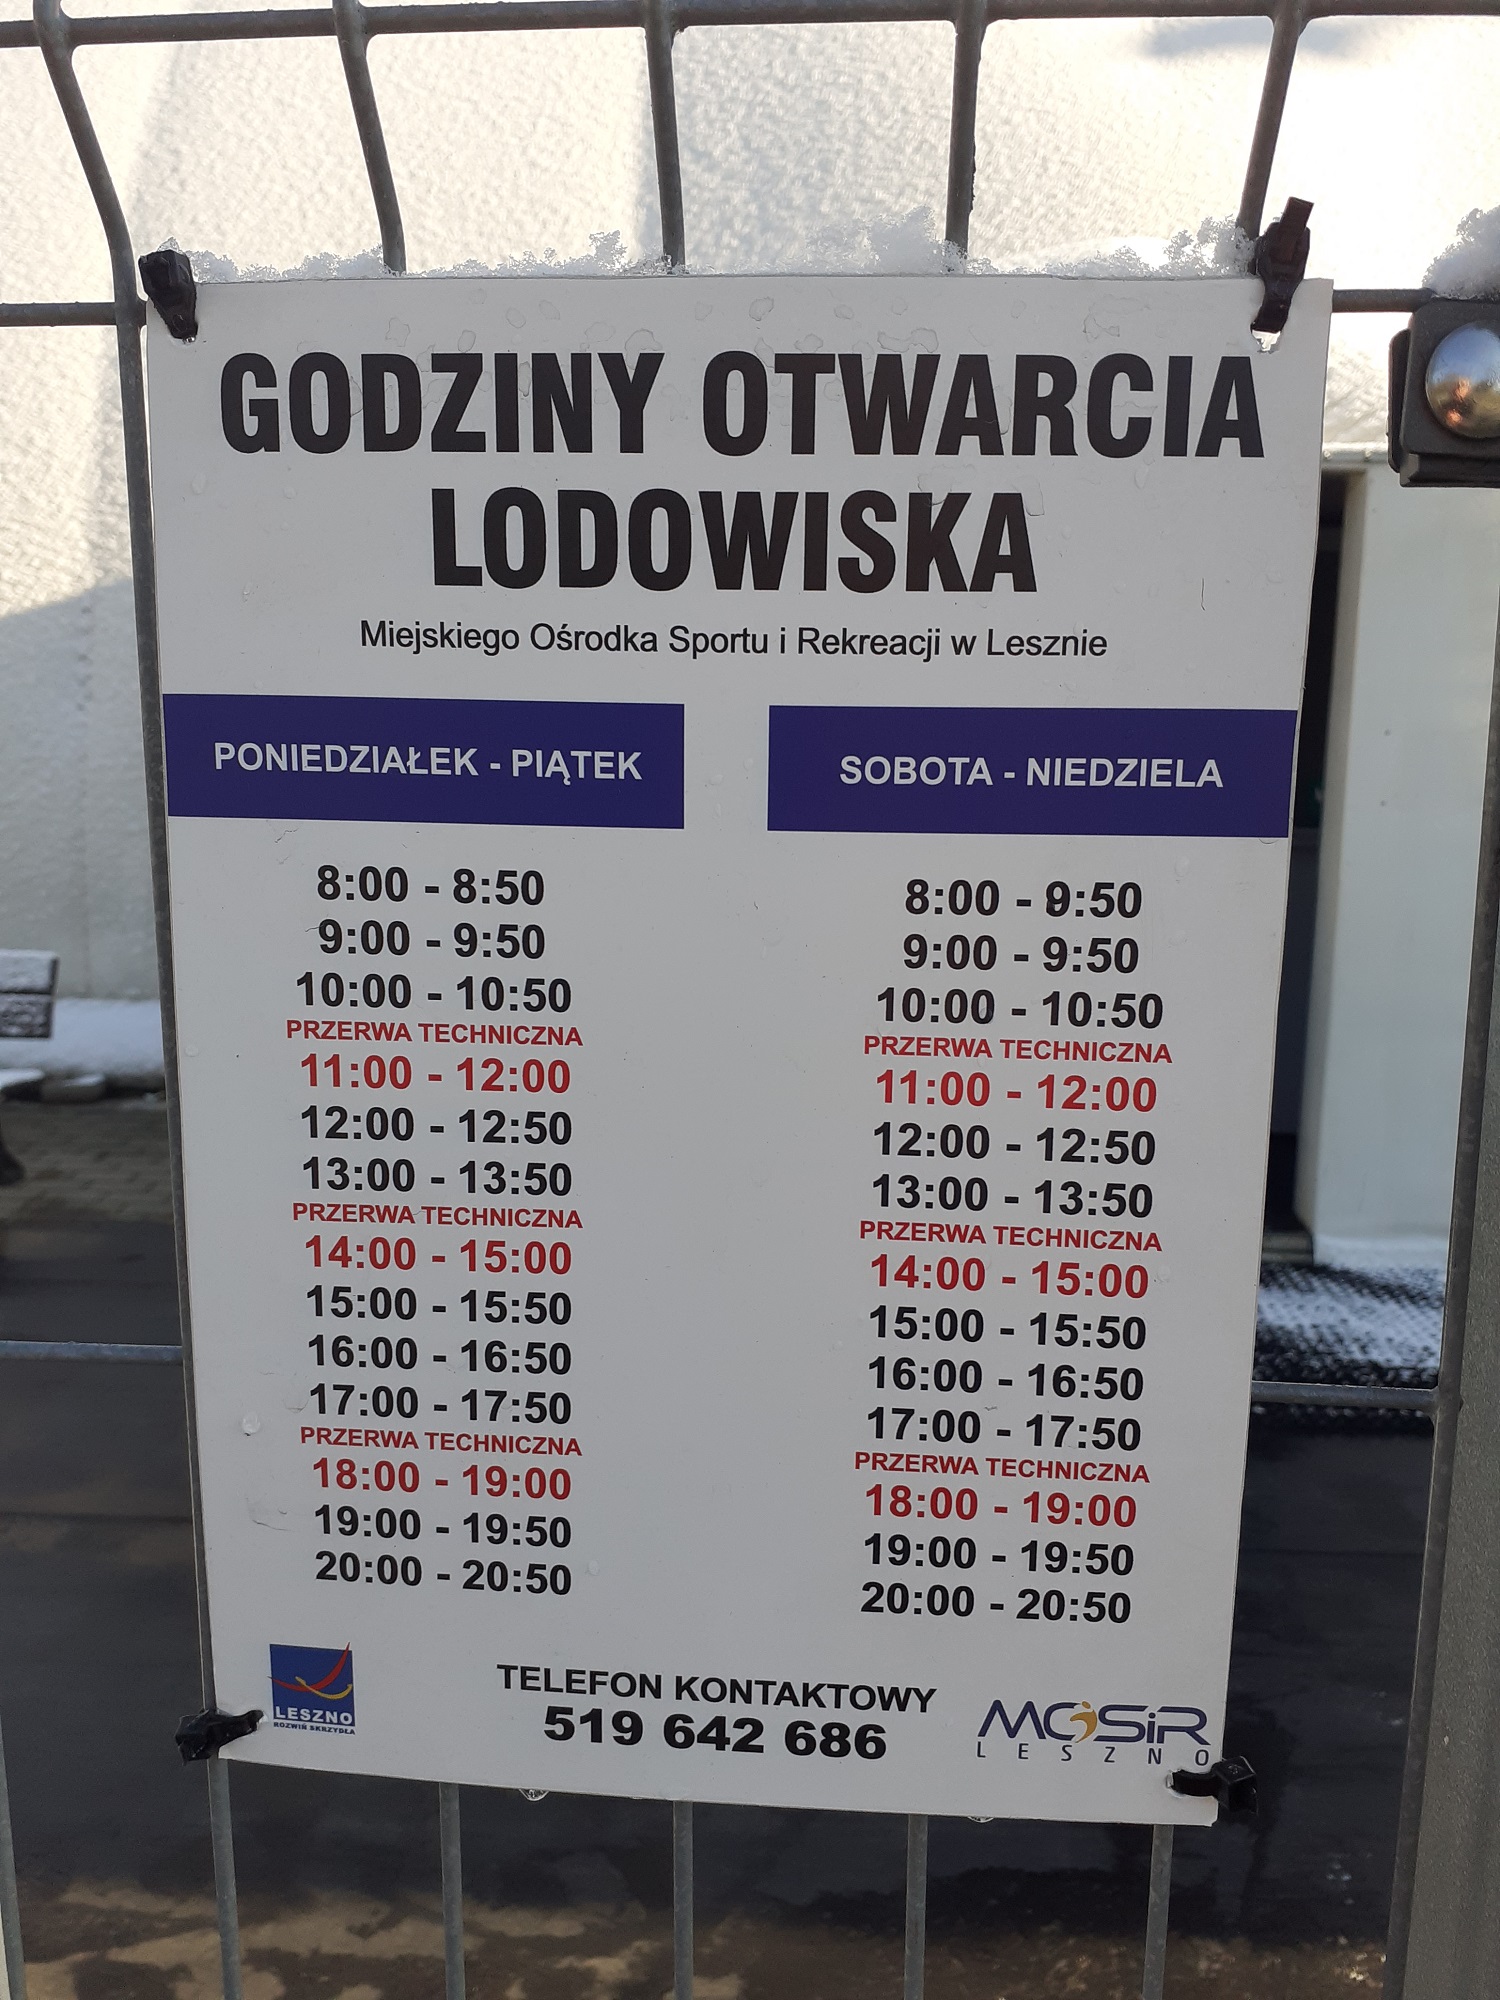 GODZINY OTWARCIA
LODOWISKA
Miejskiego Ośrodka Sportu i Rekreacji w Lesznie
PONIEDZIAŁEK - PIĄTEK
8:00 - 8:50
9:00 - 9:50
10:00 - 10:50
PRZERWA TECHNICZNA
11:00 - 12:00
12:00 - 12:50
13:00 - 13:50
PRZERWA TECHNICZNA
14:00 - 15:00
15:00 - 15:50
16:00 - 16:50
17:00 - 17:50
PRZERWA TECHNICZNA
18:00 - 19:00
19:00 - 19:50
20:00 - 20:50
SOBOTA - NIEDZIELA
8:00 - 9:50
9:00 - 9:50
10:00 - 10:50
PRZERWA TECHNICZNA
11:00 - 12:00
12:00 - 12:50
13:00 - 13:50
PRZERWA TECHNICZNA
14:00 - 15:00
15:00 - 15:50
16:00 - 16:50
17:00 - 17:50
PRZERWA TECHNICZNA
18:00 - 19:00
19:00 - 19:50
20:00 - 20:50
LESZNO
ROZWIŃ SKRZYDŁA
TELEFON KONTAKTOWY
519 642 686
MOSiR
LESZNO